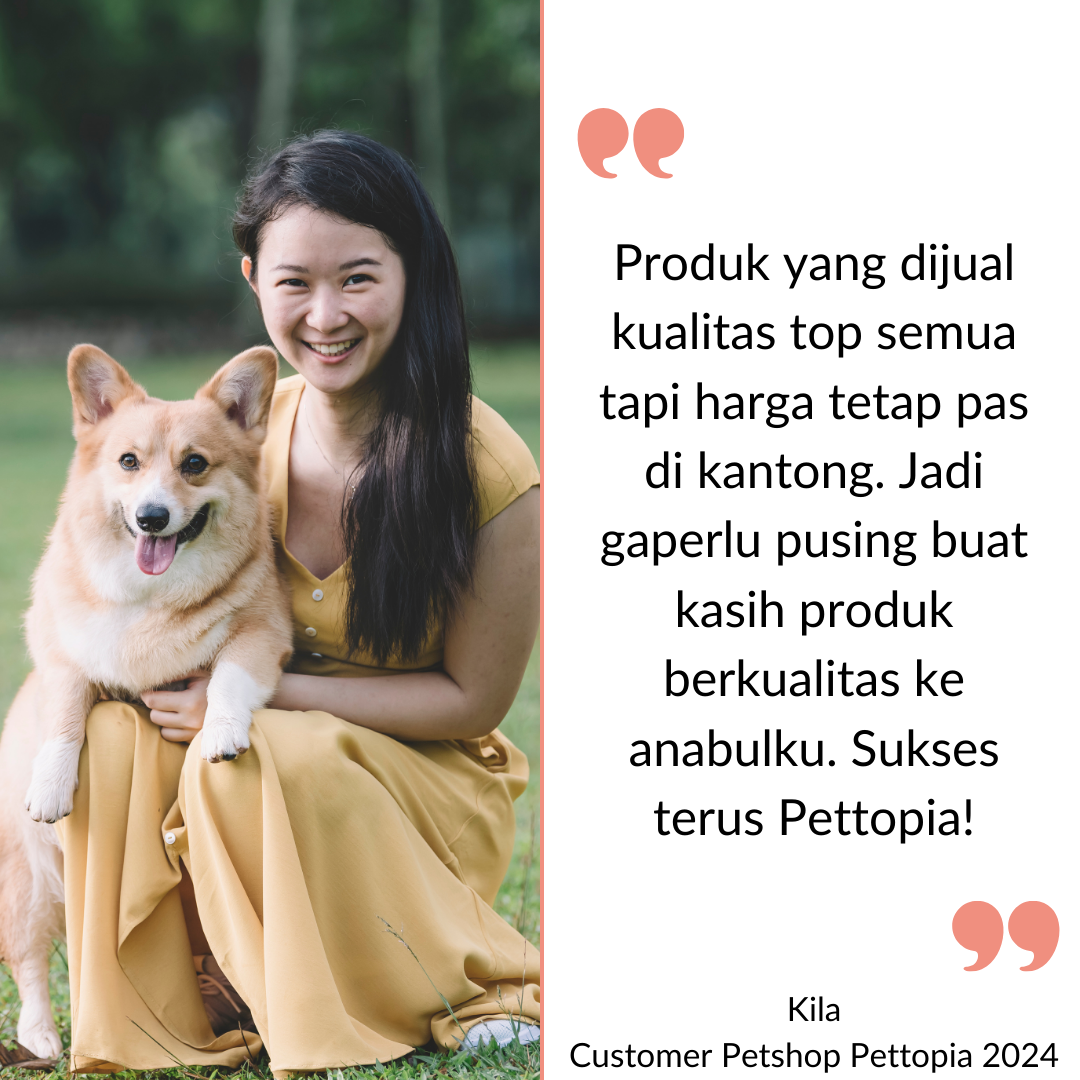 Produk yang dijual
kualitas top semua
tapi harga tetap pas
di kantong. Jadi
gaperlu pusing buat
kasih produk
berkualitas ke
anabulku. Sukses
terus Pettopia!
Kila
Customer Petshop Pettopia 2024